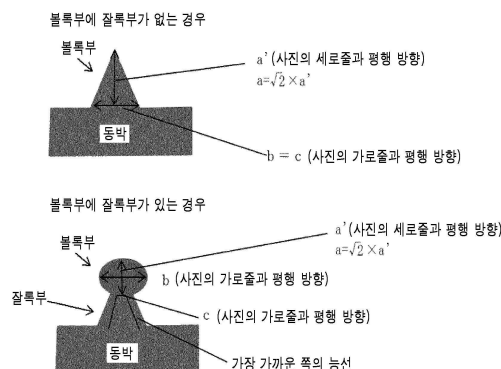 볼록부에 잘록부가 없는 경우
볼록부
a' (사진의 세로줄과 평행 방향)
a=√2×a'
동박
b = c (사진의 가로줄과 평행 방향)
볼록부에 잘록부가 있는 경우
볼록부
a' (사진의 세로줄과 평행 방향)
a=√2×a'
b (사진의 가로줄과 평행 방향)
잘록부
c (사진의 가로줄과 평행 방향)
동박
가장 가까운 쪽의 능선